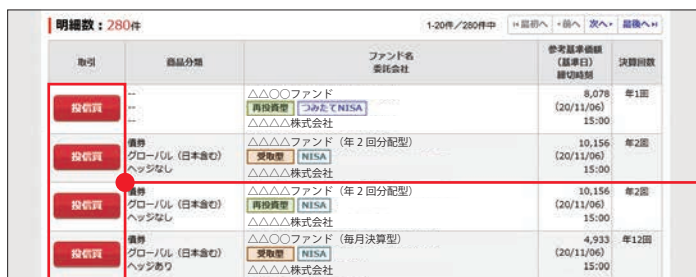 明細数：280件
1-20件／280件中 最初へ 前へ 次へ 最後へ
取引 商品分類 ファンド名 委託会社 参考基準価額 （基準日） 締切時刻 決算回数
投信買
--
--
--
△△○○ファンド
再投資型 つみたてNISA
△△△△株式会社
8,078
(20/11/06)
15:00
年1回
投信買
債券
グローバル（日本含む）
ヘッジなし
△△△△ファンド（年２回分配型）
受取型 NISA
△△△△株式会社
10,156
(20/11/06)
15:00
年2回
投信買
債券
グローバル（日本含む）
ヘッジなし
△△△△ファンド（年２回分配型）
再投資型 NISA
△△△△株式会社
10,156
(20/11/06)
15:00
年2回
投信買
債券
グローバル（日本含む）
ヘッジあり
△△○○ファンド（毎月決算型）
受取型 NISA
△△△△株式会社
4,933
(20/11/06)
15:00
年12回